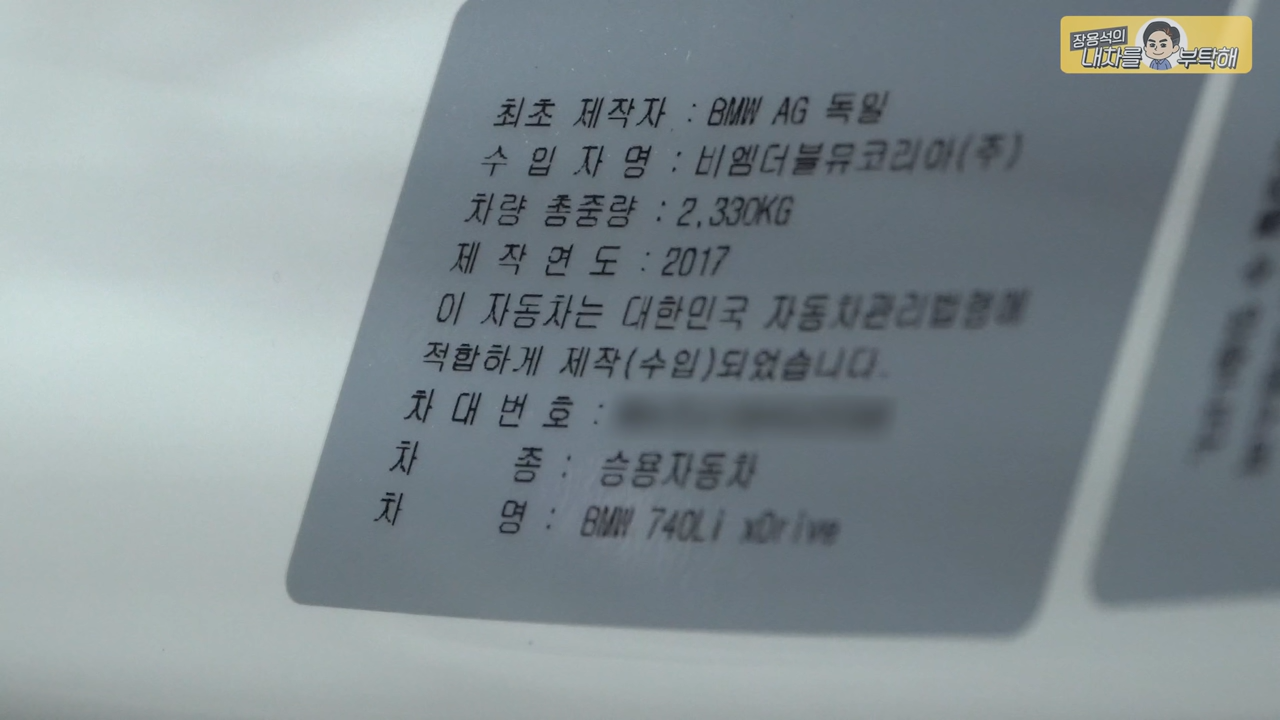 장용석의
내차를 부탁해
최초 제작자 : BMW AG 독일
수 입 자 명 : 비엠더블유코리아(주)
차량 총중량 : 2,330KG
제 작 연 도 : 2017
이 자동차는 대한민국 자동차관리법령에
적합하게 제작(수입)되었습니다.
차 대 번 호 :
차 종 : 승용자동차
차 명 : BMW 740Li xDrive